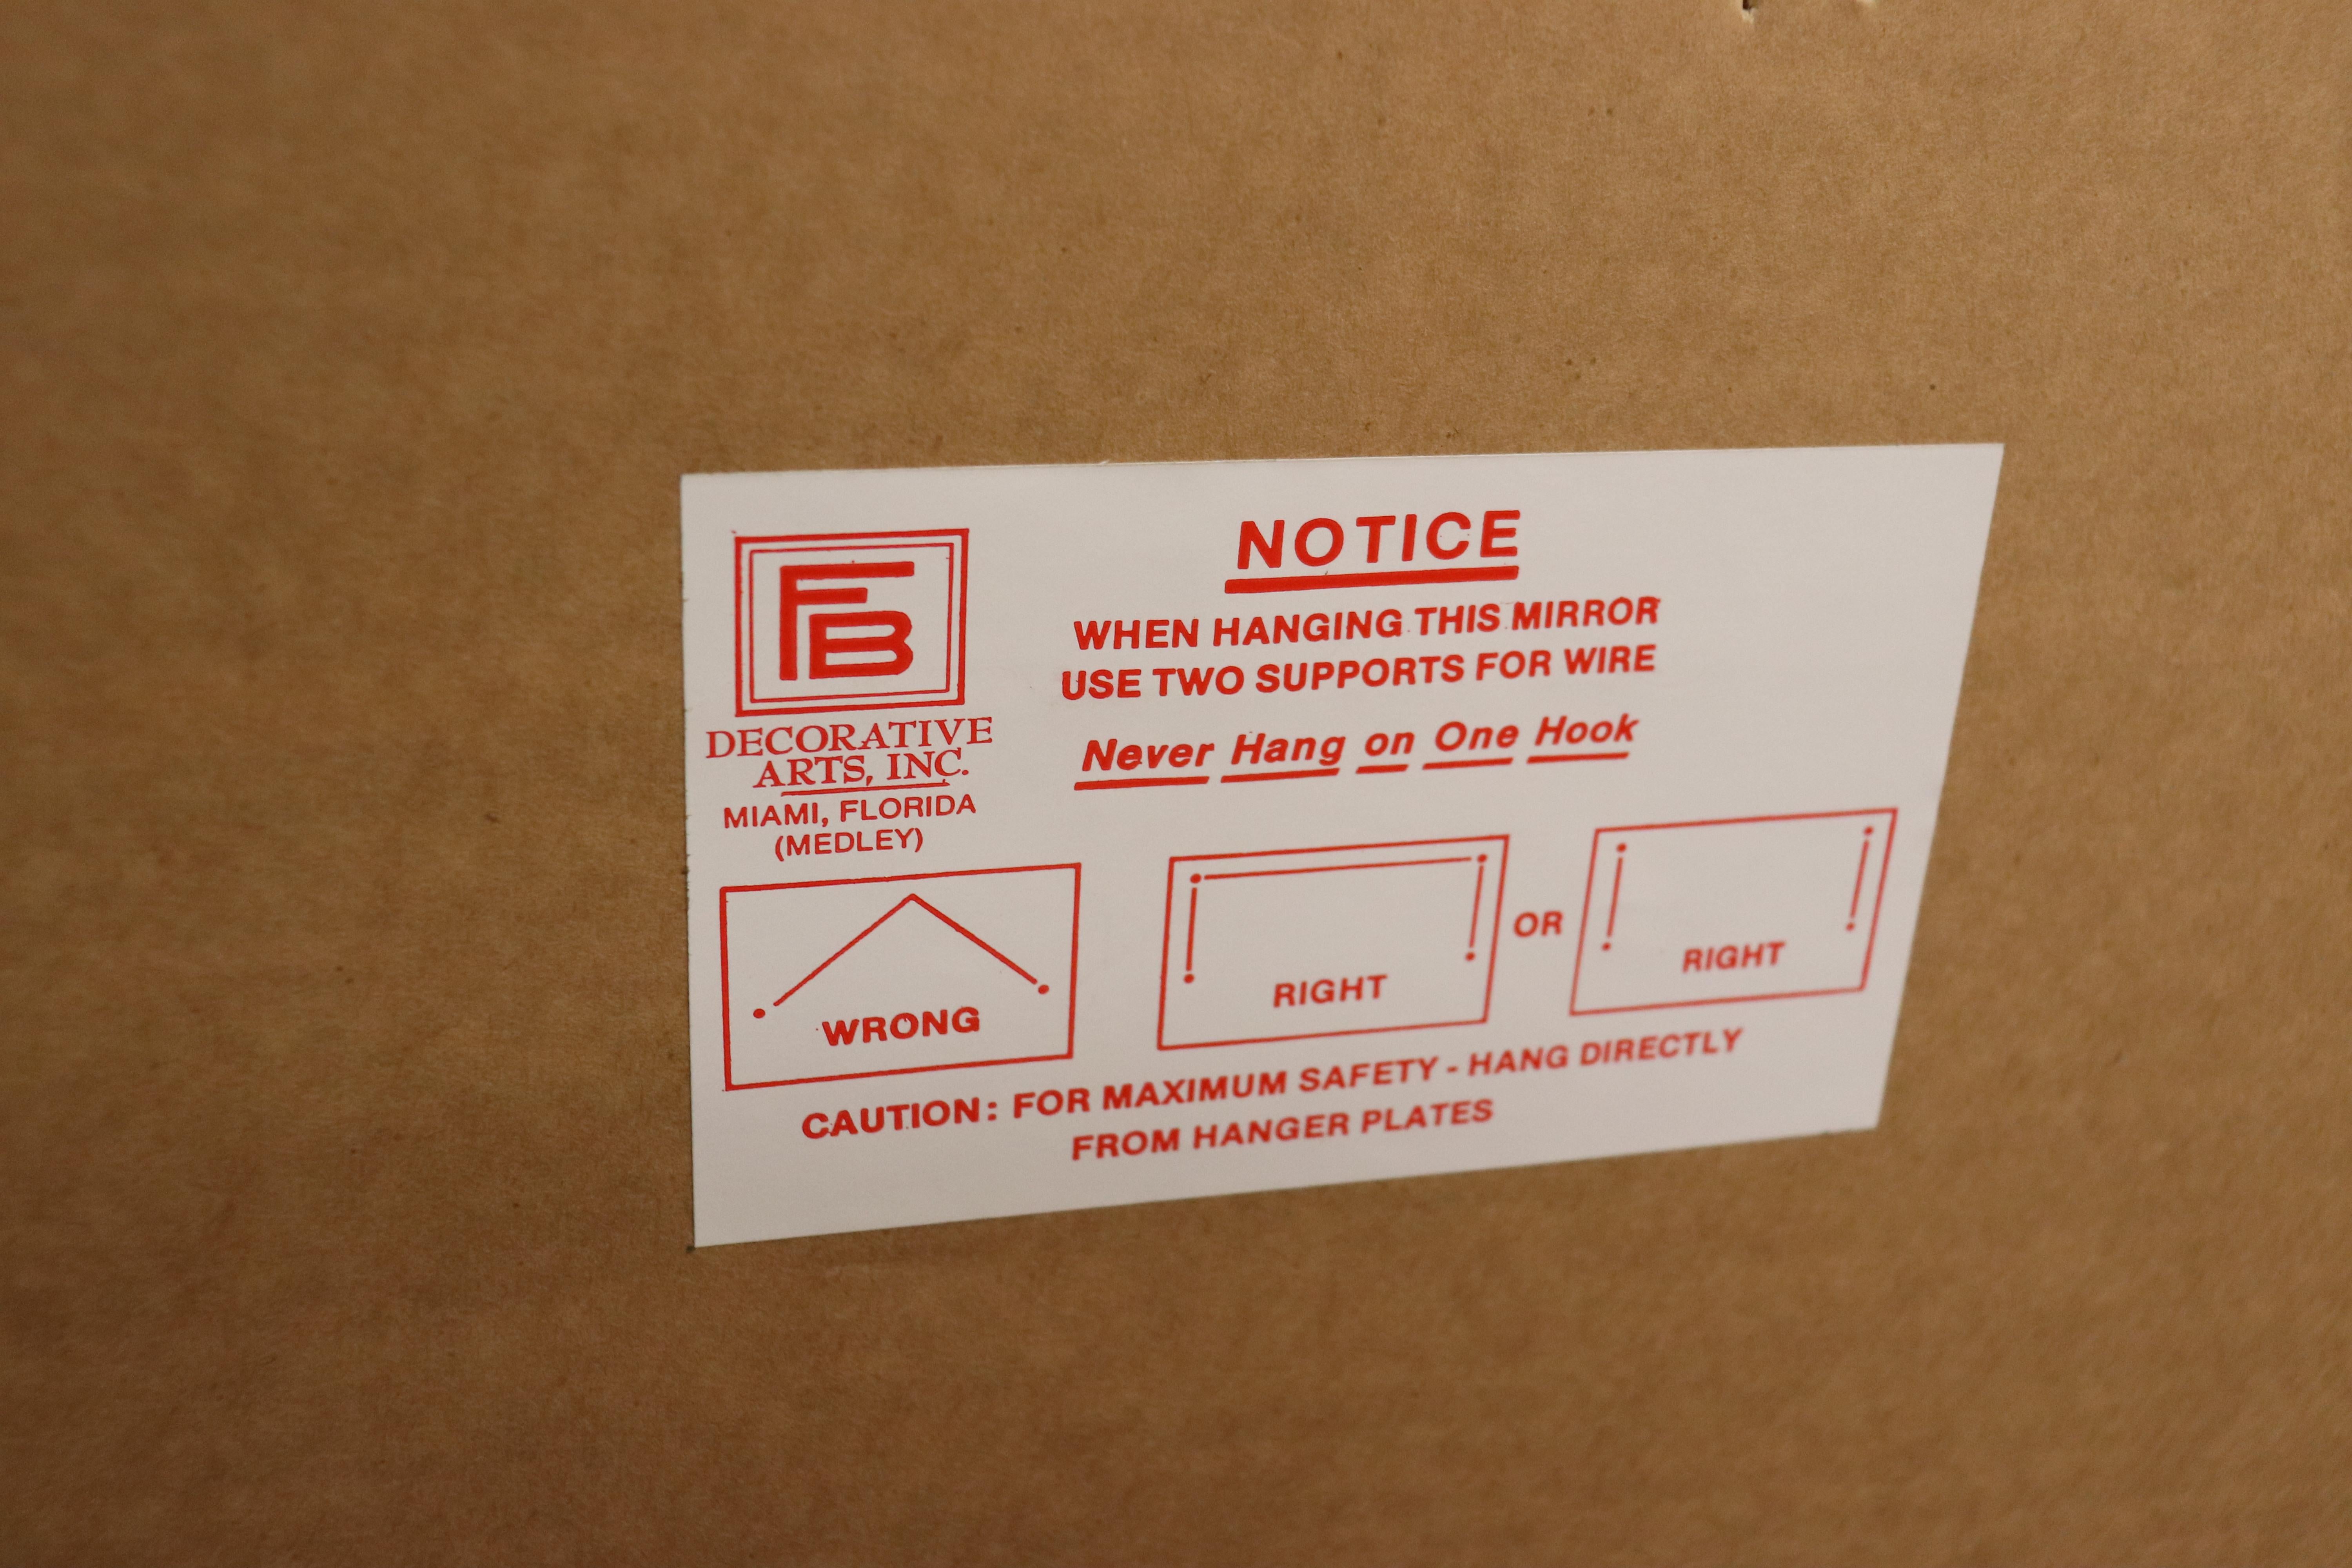 FB
DECORATIVE
ARTS, INC.
MIAMI, FLORIDA
(MEDLEY)
NOTICE
WHEN HANGING THIS MIRROR
USE TWO SUPPORTS FOR WIRE
Never Hang on One Hook
WRONG
RIGHT
OR
RIGHT
CAUTION: FOR MAXIMUM SAFETY - HANG DIRECTLY
FROM HANGER PLATES